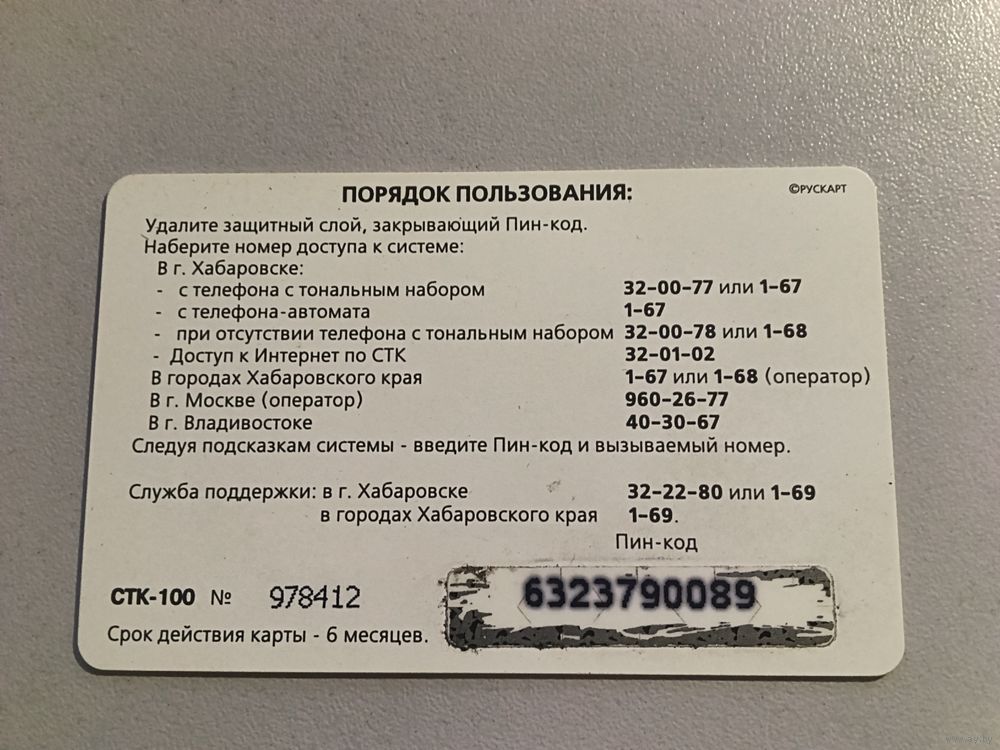 ПОРЯДОК ПОЛЬЗОВАНИЯ: ©РУСКАРТ
Удалите защитный слой, закрывающий Пин-код.
Наберите номер доступа к системе:
В г. Хабаровске:
- с телефона с тональным набором 32-00-77 или 1-67
- с телефона-автомата 1-67
- при отсутствии телефона с тональным набором 32-00-78 или 1-68
- Доступ к Интернет по СТК 32-01-02
В городах Хабаровского края 1-67 или 1-68 (оператор)
В г. Москве (оператор) 960-26-77
В г. Владивостоке 40-30-67
Следуя подсказкам системы - введите Пин-код и вызываемый номер.
Служба поддержки: в г. Хабаровске 32-22-80 или 1-69
в городах Хабаровского края 1-69.
Пин-код
СТК-100 № 978412 6323790089
Срок действия карты - 6 месяцев.